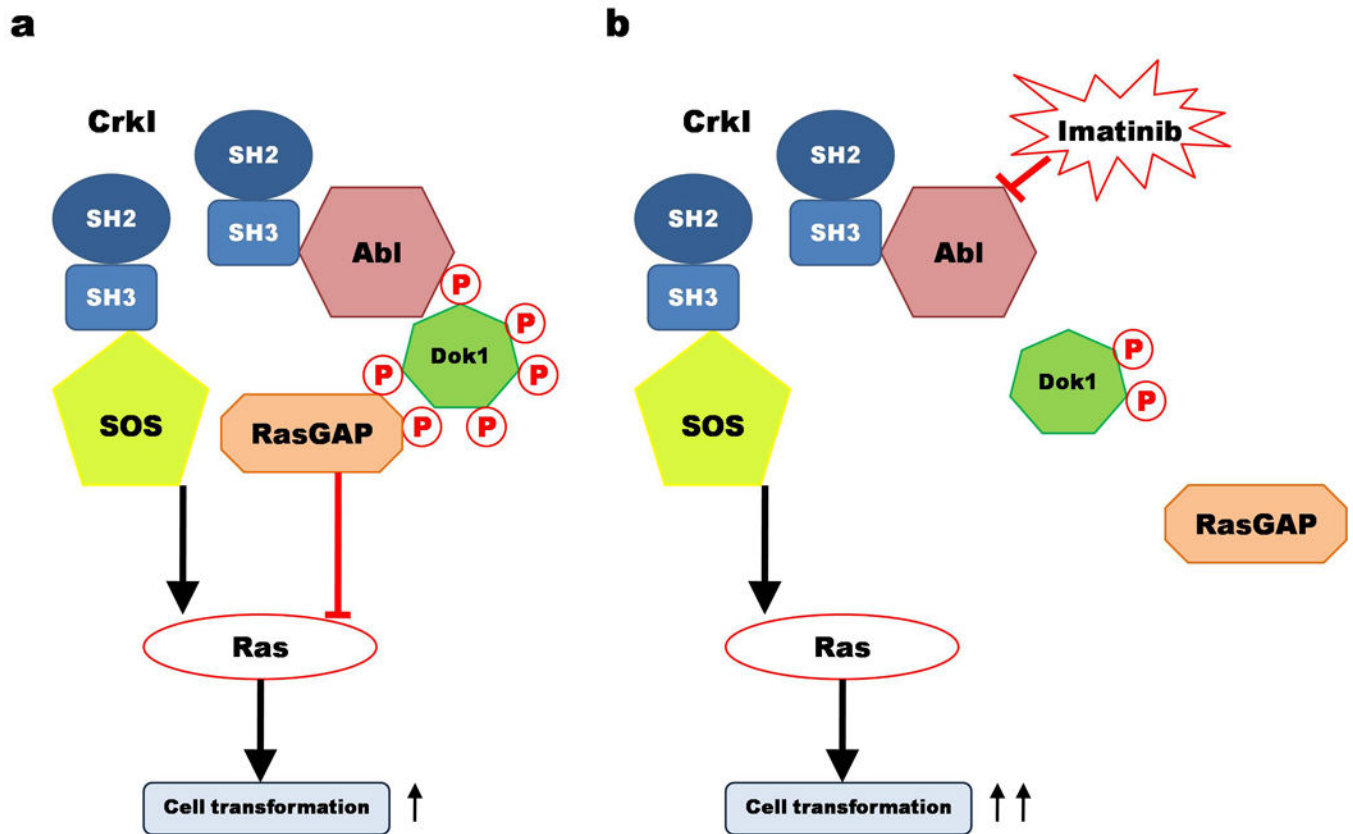 a
CrkI
SH2
SH2
SH3
SH3
Abl
P
P
P
P
P
P
Dok1
SOS
RasGAP
Ras
Cell transformation
b
CrkI
SH2
SH2
SH3
SH3
Abl
Imatinib
P
P
Dok1
SOS
RasGAP
Ras
Cell transformation